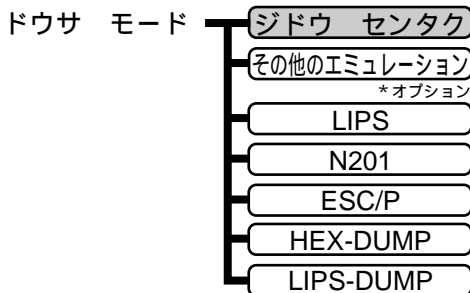 ドウサ モード ジドウ センタク
その他のエミュレーション
*オプション
LIPS
N201
ESC/P
HEX-DUMP
LIPS-DUMP